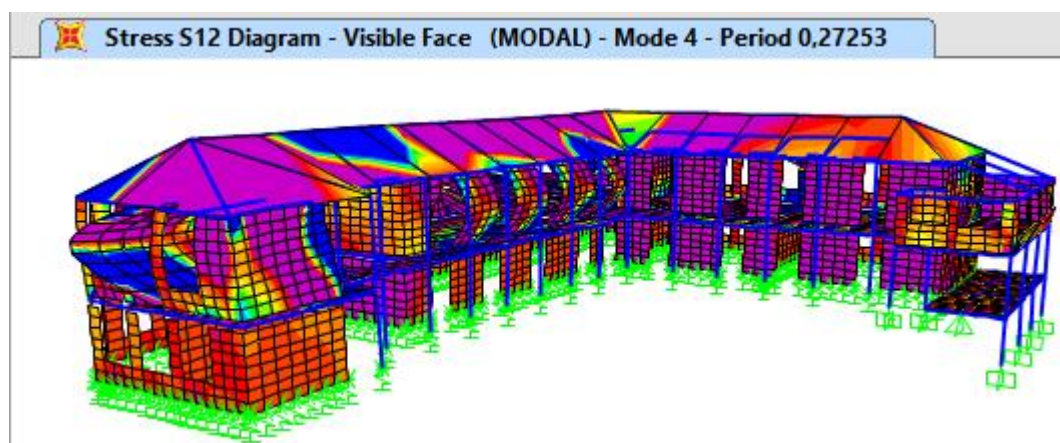 Stress S12 Diagram - Visible Face (MODAL) - Mode 4 - Period 0,27253